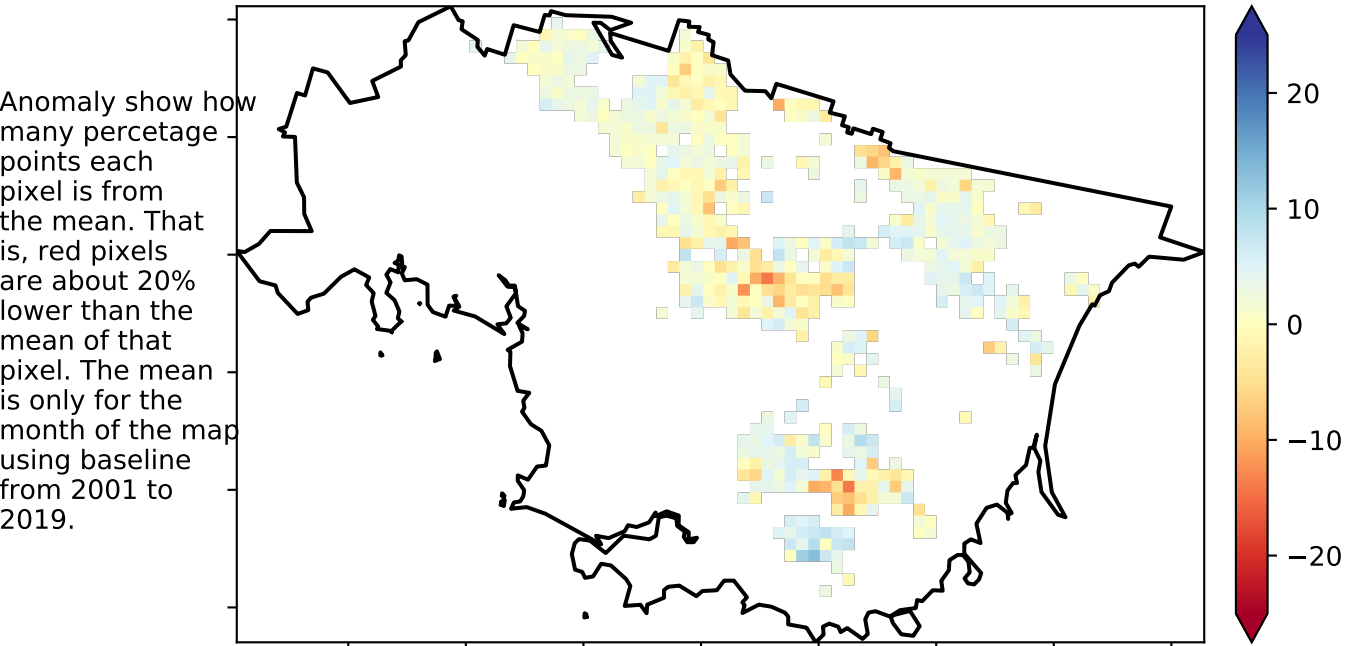 Anomaly show how
many percetage
points each
pixel is from
the mean. That
is, red pixels
are about 20%
lower than the
mean of that
pixel. The mean
is only for the
month of the map
using baseline
from 2001 to
2019.
20
10
0
−10
−20